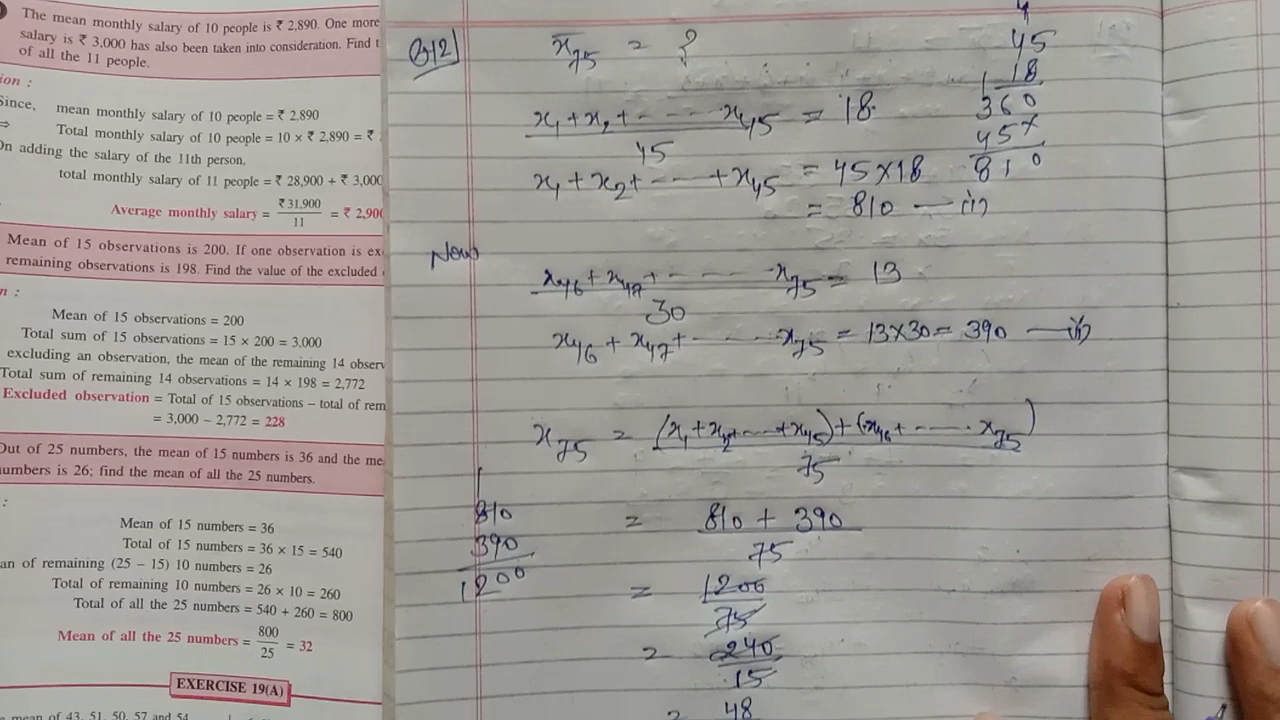 The mean monthly salary of 10 people is ₹ 2,890. One more
salary is ₹ 3,000 has also been taken into consideration. Find
of all the 11 people.
ion :
Since, mean monthly salary of 10 people = ₹ 2.890
⇒ Total monthly salary of 10 people = 10 × ₹ 2,890 = ₹
On adding the salary of the 11th person,
total monthly salary of 11 people = ₹ 28,900 + ₹ 3,000
Average monthly salary = ₹ 31,900 / 11 = ₹ 2,900
Mean of 15 observations is 200. If one observation is ex
remaining observations is 198. Find the value of the excluded
n :
Mean of 15 observations = 200
Total sum of 15 observations = 15 × 200 = 3,000
excluding an observation, the mean of the remaining 14 observ
Total sum of remaining 14 observations = 14 × 198 = 2,772
Excluded observation = Total of 15 observations – total of rem
= 3,000 – 2,772 = 228
Out of 25 numbers, the mean of 15 numbers is 36 and the me
numbers is 26; find the mean of all the 25 numbers.
:
Mean of 15 numbers = 36
Total of 15 numbers = 36 × 15 = 540
an of remaining (25 – 15) 10 numbers = 26
Total of remaining 10 numbers = 26 × 10 = 260
Total of all the 25 numbers = 540 + 260 = 800
Mean of all the 25 numbers = 800 / 25 = 32
EXERCISE 19(A)
mean of 43, 51, 50, 57 and 54
Q.12] x̄75 = ?
4
45
18
360
45×
810
x1 + x2 + - - - - - x45 = 18.
45
x1 + x2 + - - - - + x45 = 45×18
= 810 — (i)
Now
x46 + x47 + - - - - - - x75 = 13
30
x46 + x47 + - - - - - x75 = 13×30 = 390 — (ii)
x75 = (x1 + x2 + - - - + x45) + (x46 + - - - - - x75)
75
810
390
1200
= 810 + 390
75
= 1200
75
= 240
15
= 48